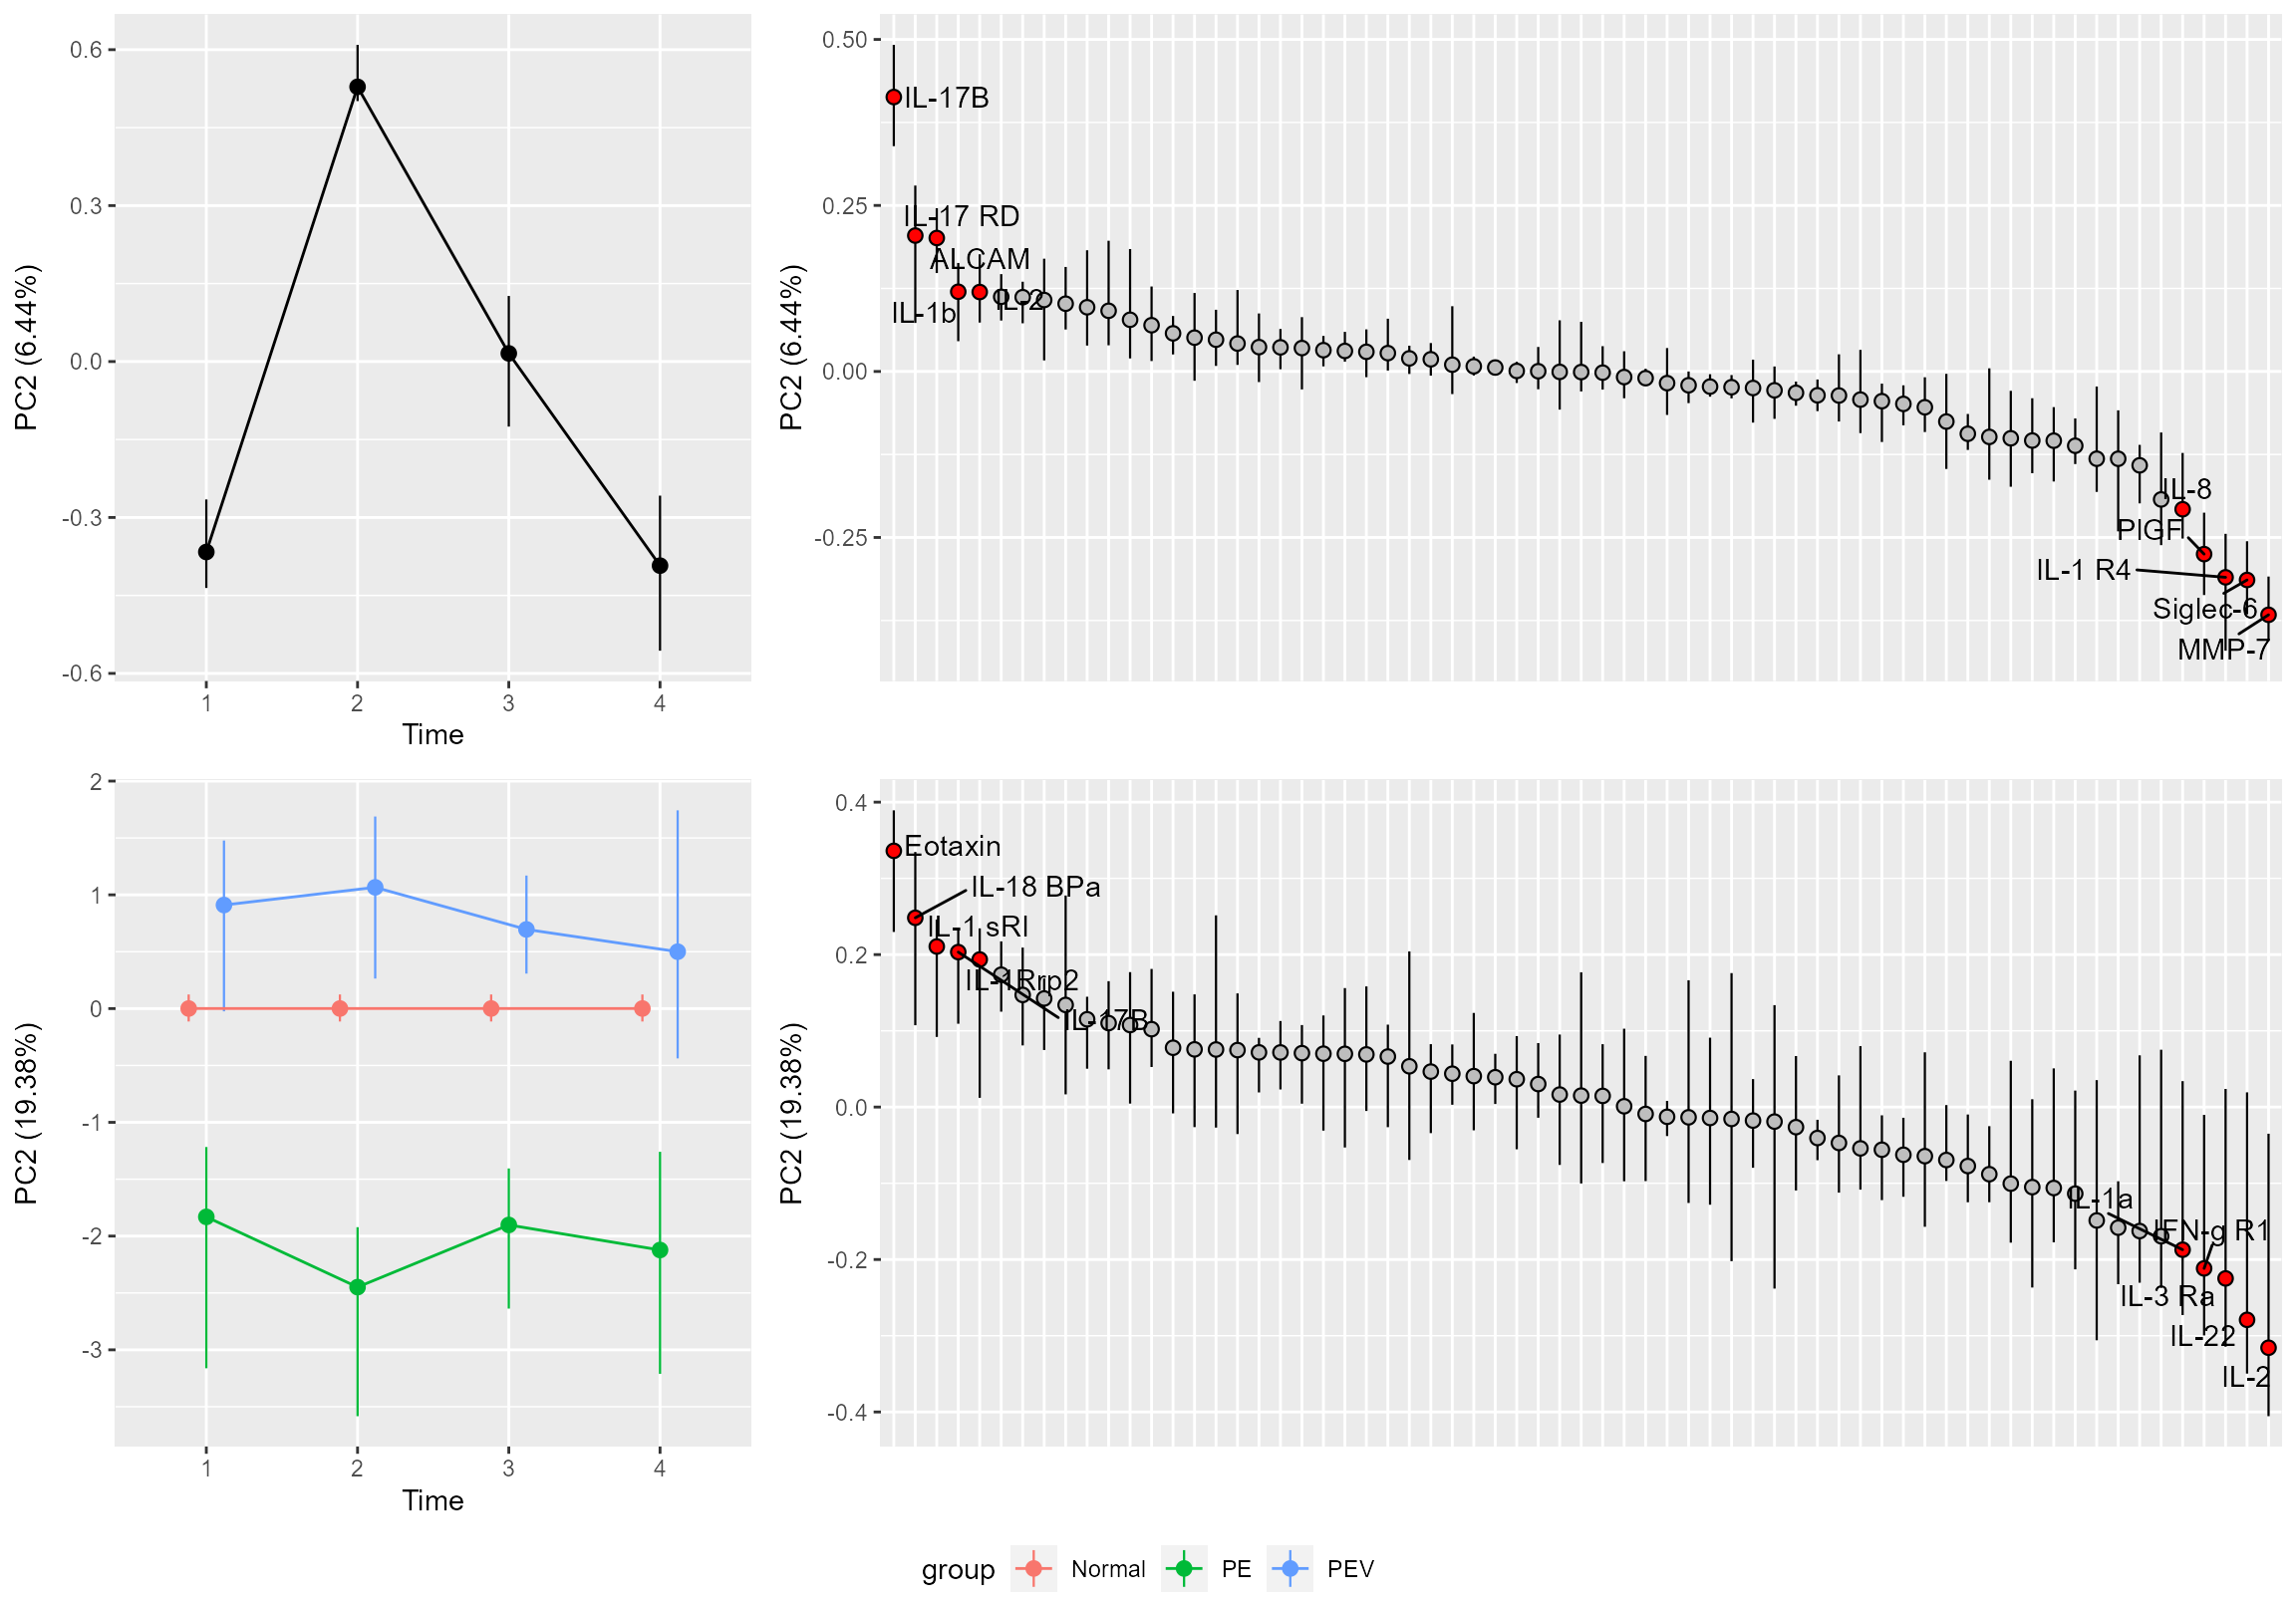 PC2 (6.44%)
0.6
0.3
0.0
-0.3
-0.6
1 2 3 4
Time
PC2 (6.44%)
0.50
0.25
0.00
-0.25
IL-17B
IL-17 RD
ALCAM
IL-1b
IL-2
IL-8
PlGF
IL-1 R4
Siglec-6
MMP-7
PC2 (19.38%)
2
1
0
-1
-2
-3
1 2 3 4
Time
PC2 (19.38%)
0.4
0.2
0.0
-0.2
-0.4
Eotaxin
IL-18 BPa
IL-1 sRI
IL-1Rrp2
IL-17B
IL-1a
IFN-g R1
IL-3 Ra
IL-22
IL-2
group Normal PE PEV